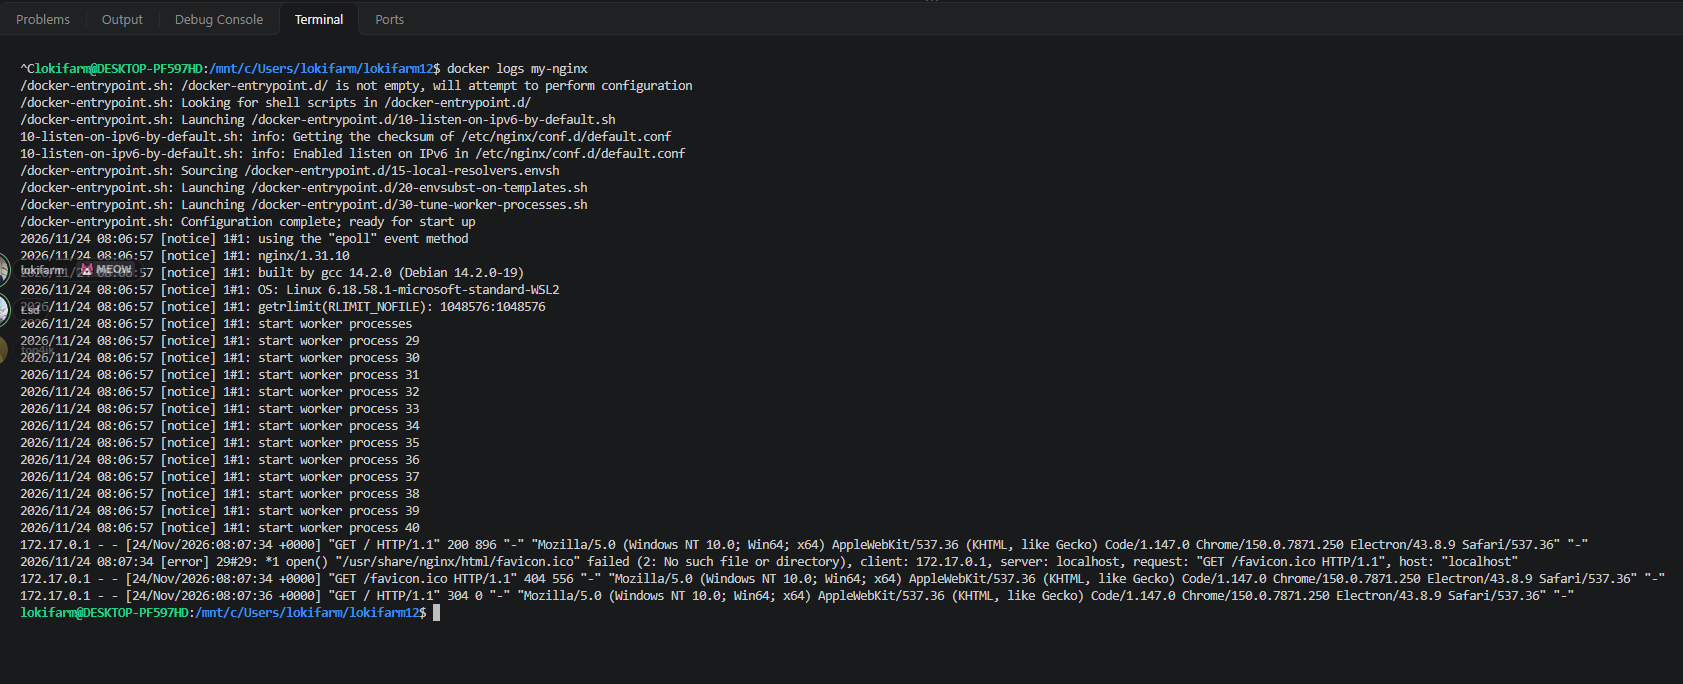 Problems
Output
Debug Console
Terminal
Ports
^Clokifarm@DESKTOP-PF597HD:/mnt/c/Users/lokifarm/lokifarm12$ docker logs my-nginx
/docker-entrypoint.sh: /docker-entrypoint.d/ is not empty, will attempt to perform configuration
/docker-entrypoint.sh: Looking for shell scripts in /docker-entrypoint.d/
/docker-entrypoint.sh: Launching /docker-entrypoint.d/10-listen-on-ipv6-by-default.sh
10-listen-on-ipv6-by-default.sh: info: Getting the checksum of /etc/nginx/conf.d/default.conf
10-listen-on-ipv6-by-default.sh: info: Enabled listen on IPv6 in /etc/nginx/conf.d/default.conf
/docker-entrypoint.sh: Sourcing /docker-entrypoint.d/15-local-resolvers.envsh
/docker-entrypoint.sh: Launching /docker-entrypoint.d/20-envsubst-on-templates.sh
/docker-entrypoint.sh: Launching /docker-entrypoint.d/30-tune-worker-processes.sh
/docker-entrypoint.sh: Configuration complete; ready for start up
2026/11/24 08:06:57 [notice] 1#1: using the "epoll" event method
2026/11/24 08:06:57 [notice] 1#1: nginx/1.31.10
lokifarm MEOW
2026/11/24 08:06:57 [notice] 1#1: built by gcc 14.2.0 (Debian 14.2.0-19)
2026/11/24 08:06:57 [notice] 1#1: OS: Linux 6.18.58.1-microsoft-standard-WSL2
Lsd
2026/11/24 08:06:57 [notice] 1#1: getrlimit(RLIMIT_NOFILE): 1048576:1048576
2026/11/24 08:06:57 [notice] 1#1: start worker processes
2026/11/24 08:06:57 [notice] 1#1: start worker process 29
2026/11/24 08:06:57 [notice] 1#1: start worker process 30
2026/11/24 08:06:57 [notice] 1#1: start worker process 31
2026/11/24 08:06:57 [notice] 1#1: start worker process 32
2026/11/24 08:06:57 [notice] 1#1: start worker process 33
2026/11/24 08:06:57 [notice] 1#1: start worker process 34
2026/11/24 08:06:57 [notice] 1#1: start worker process 35
2026/11/24 08:06:57 [notice] 1#1: start worker process 36
2026/11/24 08:06:57 [notice] 1#1: start worker process 37
2026/11/24 08:06:57 [notice] 1#1: start worker process 38
2026/11/24 08:06:57 [notice] 1#1: start worker process 39
2026/11/24 08:06:57 [notice] 1#1: start worker process 40
172.17.0.1 - - [24/Nov/2026:08:07:34 +0000] "GET / HTTP/1.1" 200 896 "-" "Mozilla/5.0 (Windows NT 10.0; Win64; x64) AppleWebKit/537.36 (KHTML, like Gecko) Code/1.147.0 Chrome/150.0.7871.250 Electron/43.8.9 Safari/537.36" "-"
2026/11/24 08:07:34 [error] 29#29: *1 open() "/usr/share/nginx/html/favicon.ico" failed (2: No such file or directory), client: 172.17.0.1, server: localhost, request: "GET /favicon.ico HTTP/1.1", host: "localhost"
172.17.0.1 - - [24/Nov/2026:08:07:34 +0000] "GET /favicon.ico HTTP/1.1" 404 556 "-" "Mozilla/5.0 (Windows NT 10.0; Win64; x64) AppleWebKit/537.36 (KHTML, like Gecko) Code/1.147.0 Chrome/150.0.7871.250 Electron/43.8.9 Safari/537.36" "-"
172.17.0.1 - - [24/Nov/2026:08:07:36 +0000] "GET / HTTP/1.1" 304 0 "-" "Mozilla/5.0 (Windows NT 10.0; Win64; x64) AppleWebKit/537.36 (KHTML, like Gecko) Code/1.147.0 Chrome/150.0.7871.250 Electron/43.8.9 Safari/537.36" "-"
lokifarm@DESKTOP-PF597HD:/mnt/c/Users/lokifarm/lokifarm12$